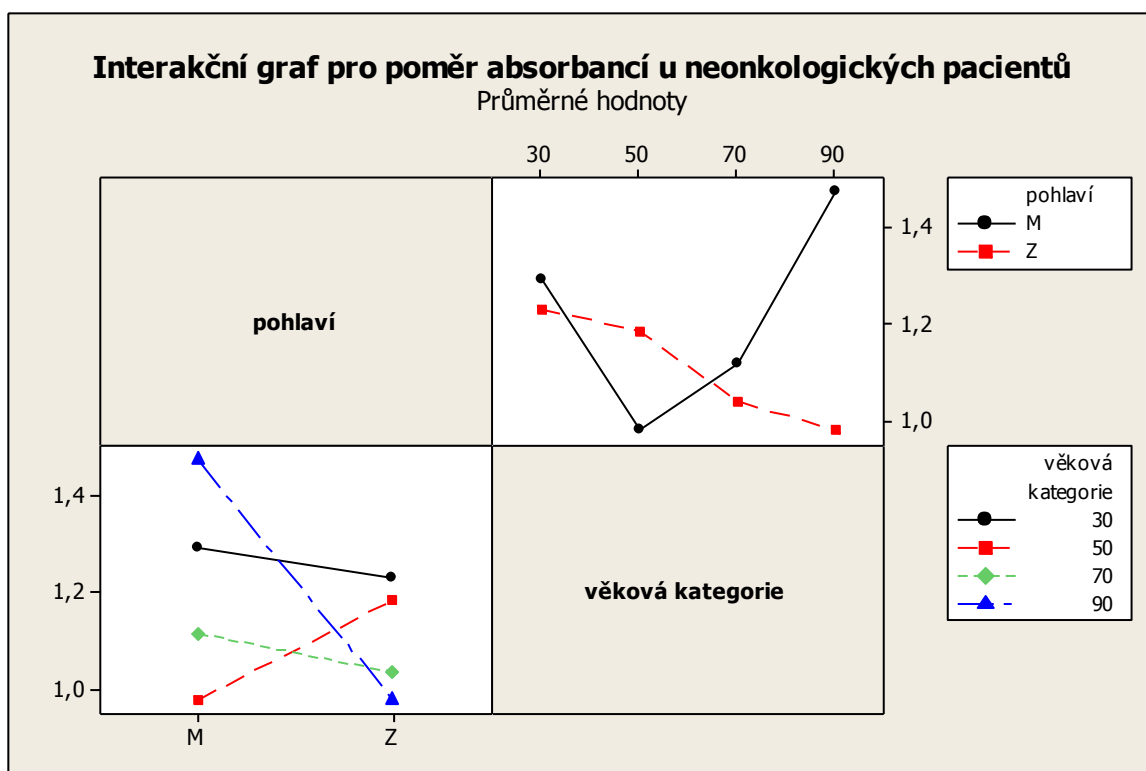 Interakční graf pro poměr absorbancí u neonkologických pacientů
Průměrné hodnoty
30 50 70 90
pohlaví
M
Z
1,4
1,2
1,0
pohlaví
věková kategorie
věková
kategorie
30
50
70
90
1,4
1,2
1,0
M Z